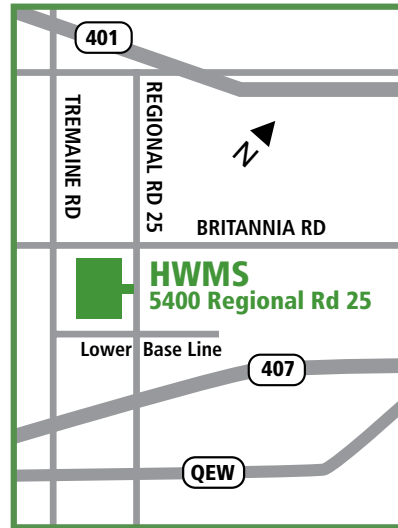 401
TREMAINE RD
REGIONAL RD 25
N
BRITANNIA RD
HWMS
5400 Regional Rd 25
Lower Base Line
407
QEW